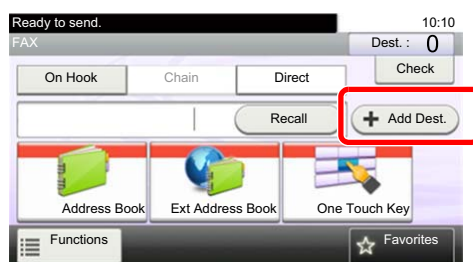 Ready to send. 10:10
FAX Dest. : 0
Check
On Hook Chain Direct
Recall + Add Dest.
Address Book Ext Address Book One Touch Key
Functions Favorites